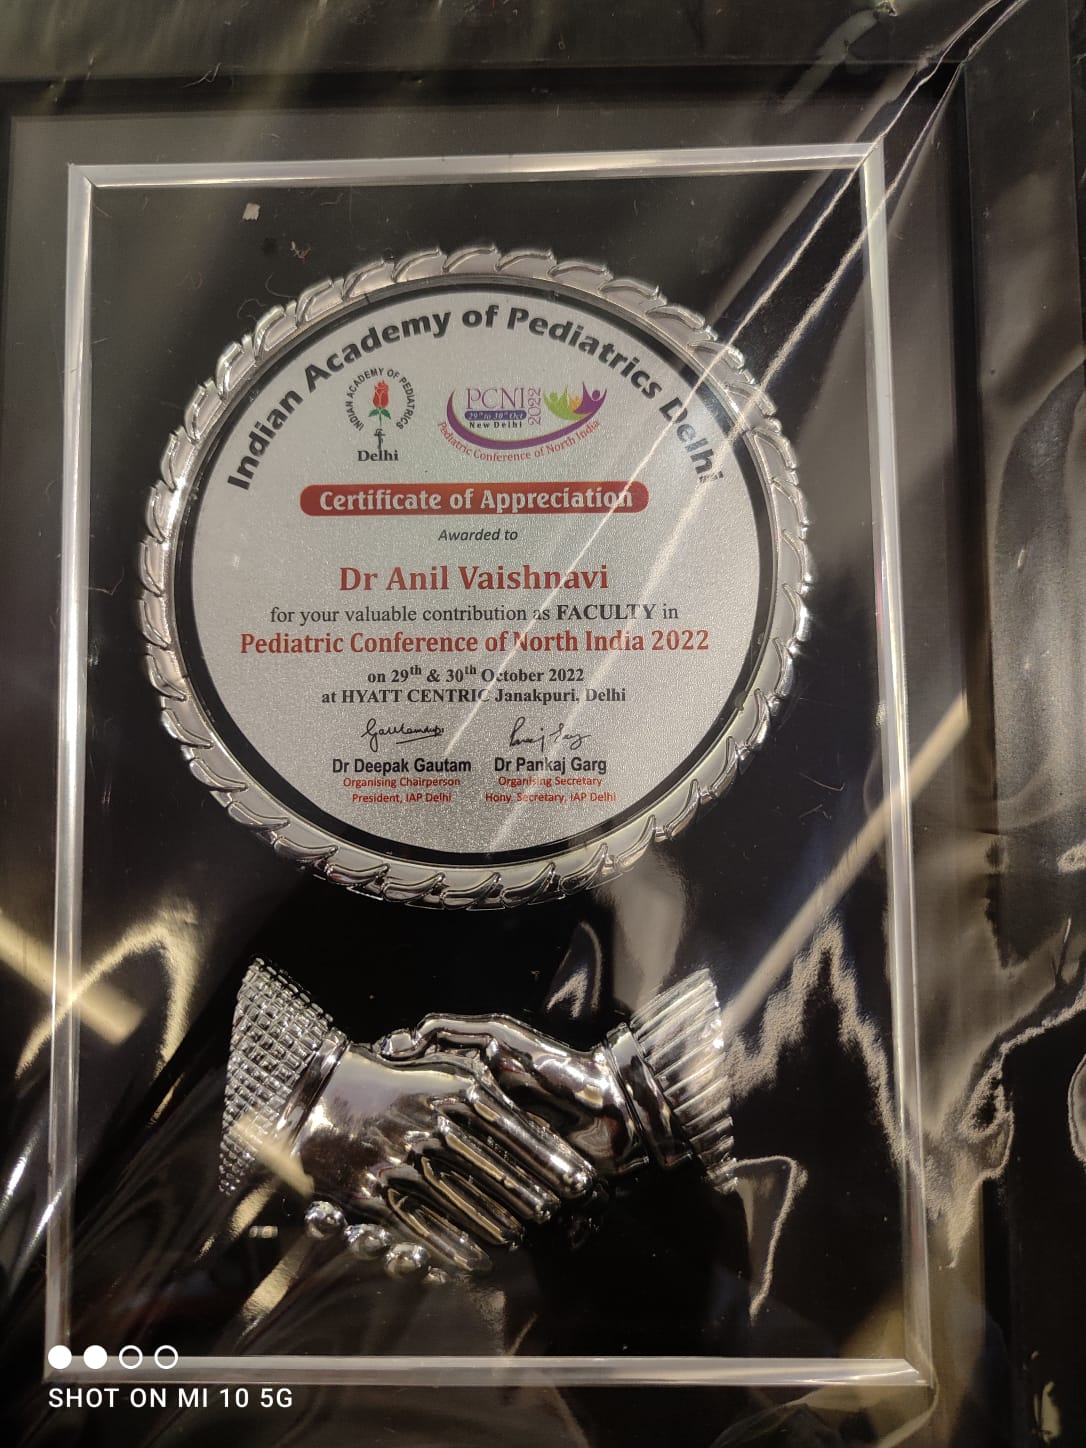 Indian Academy of Pediatrics Delhi
INDIAN ACADEMY OF PEDIATRICS
Delhi
PCNI
2022
29th to 30th Oct
New Delhi
Pediatric Conference of North India
Certificate of Appreciation
Awarded to
Dr Anil Vaishnavi
for your valuable contribution as FACULTY in
Pediatric Conference of North India 2022
on 29th & 30th October 2022
at HYATT CENTRIC Janakpuri, Delhi
Dr Deepak Gautam Dr Pankaj Garg
Organising Chairperson Organising Secretary
President, IAP Delhi Hony. Secretary, IAP Delhi
SHOT ON MI 10 5G